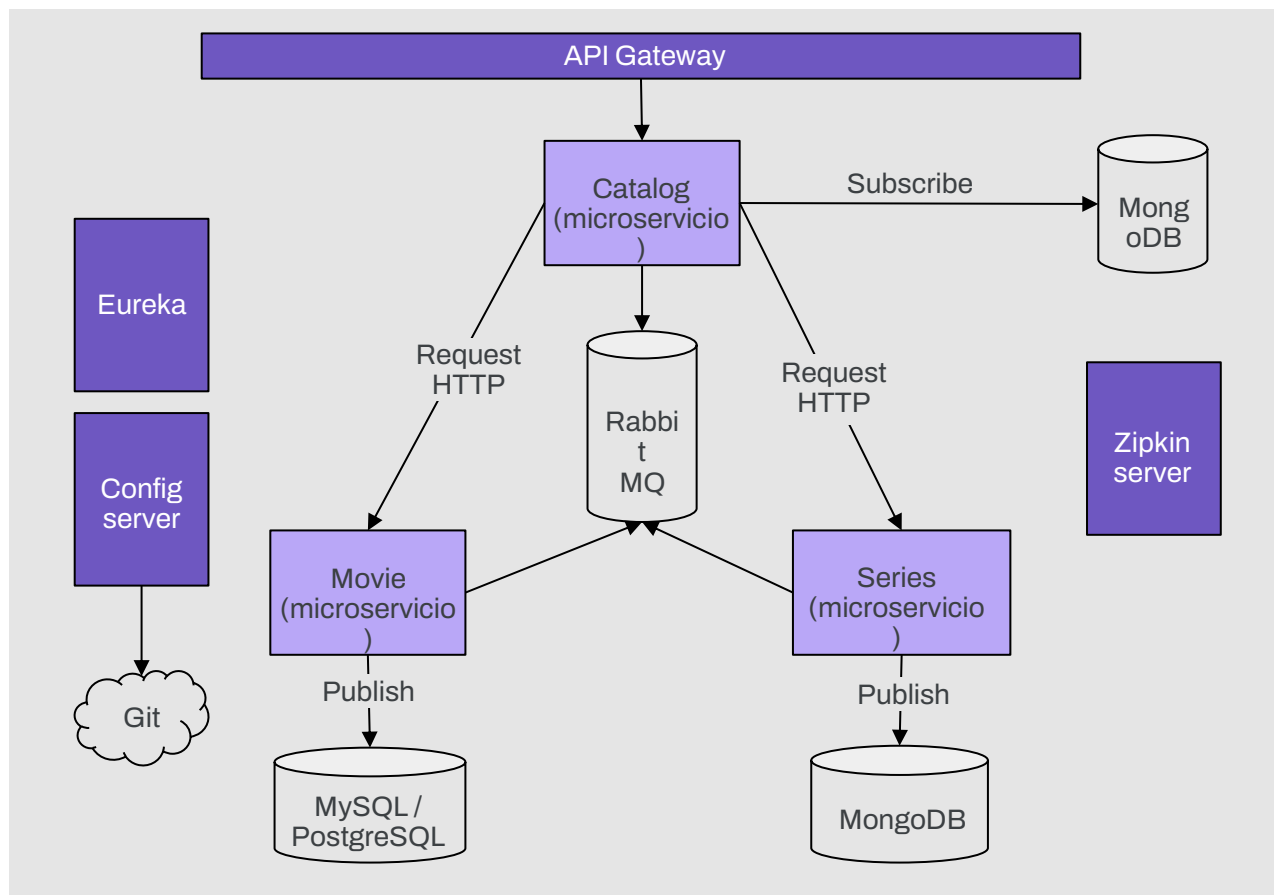 API Gateway
Catalog
(microservicio
)
Subscribe
Mong
oDB
Eureka
Request
HTTP
Request
HTTP
Rabbi
t
MQ
Config
server
Zipkin
server
Movie
(microservicio
)
Series
(microservicio
)
Git
Publish
Publish
MySQL /
PostgreSQL
MongoDB